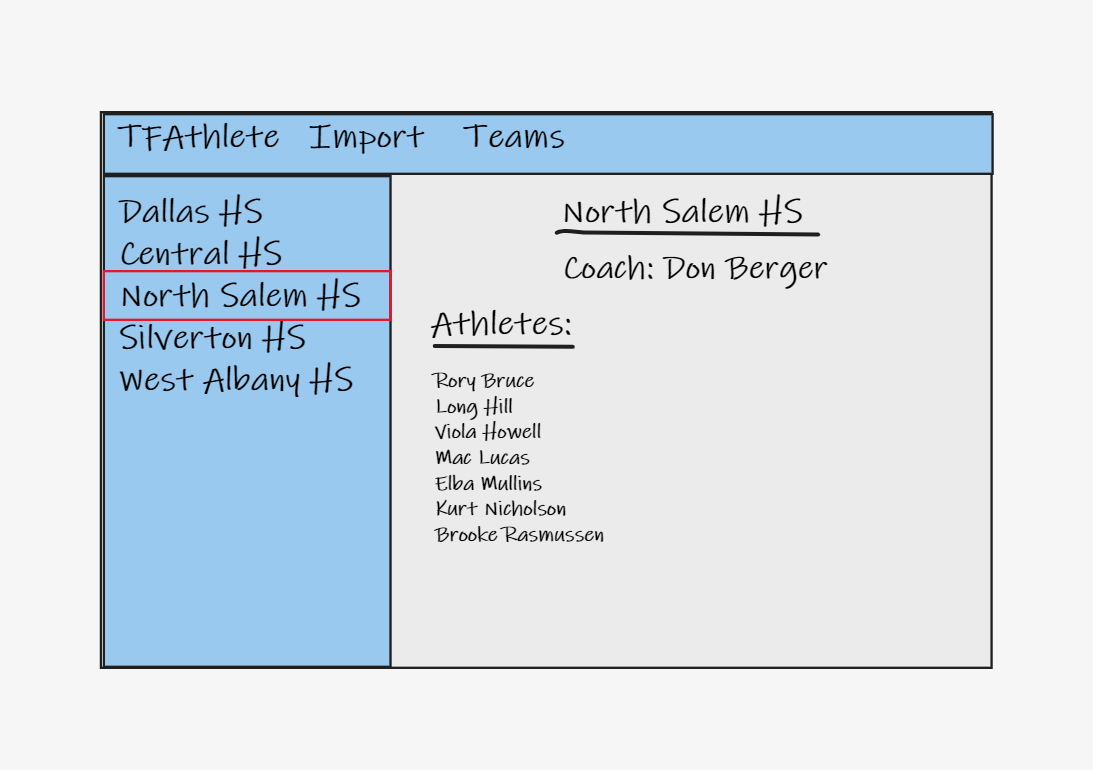 TFAthlete Import Teams
Dallas HS
Central HS
North Salem HS
Silverton HS
West Albany HS
North Salem HS
Coach: Don Berger
Athletes:
Rory Bruce
Long Hill
Viola Howell
Mac Lucas
Elba Mullins
Kurt Nicholson
Brooke Rasmussen